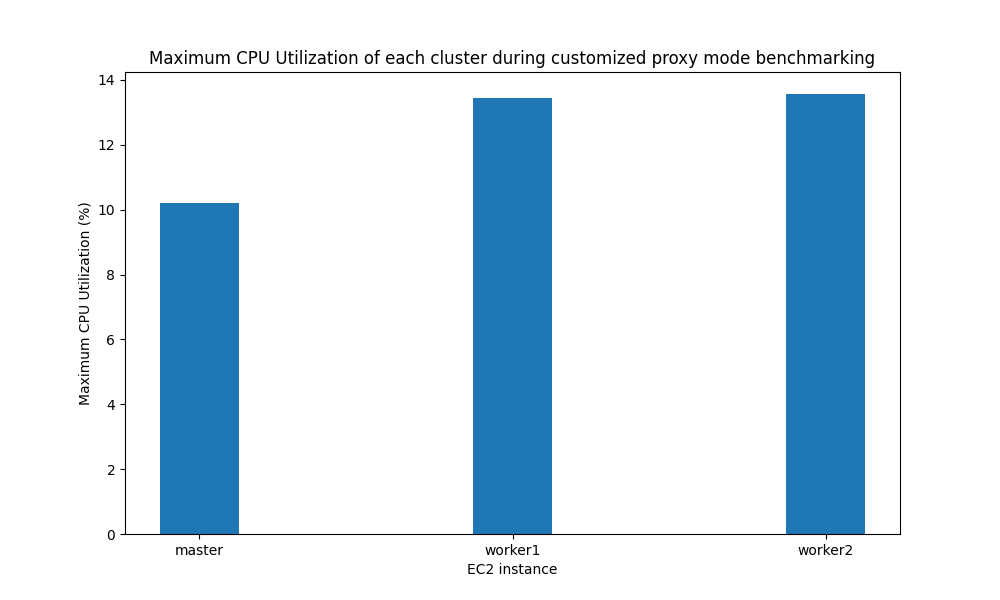 Maximum CPU Utilization of each cluster during customized proxy mode benchmarking
Maximum CPU Utilization (%)
14
12
10
8
6
4
2
0
master worker1 worker2
EC2 instance